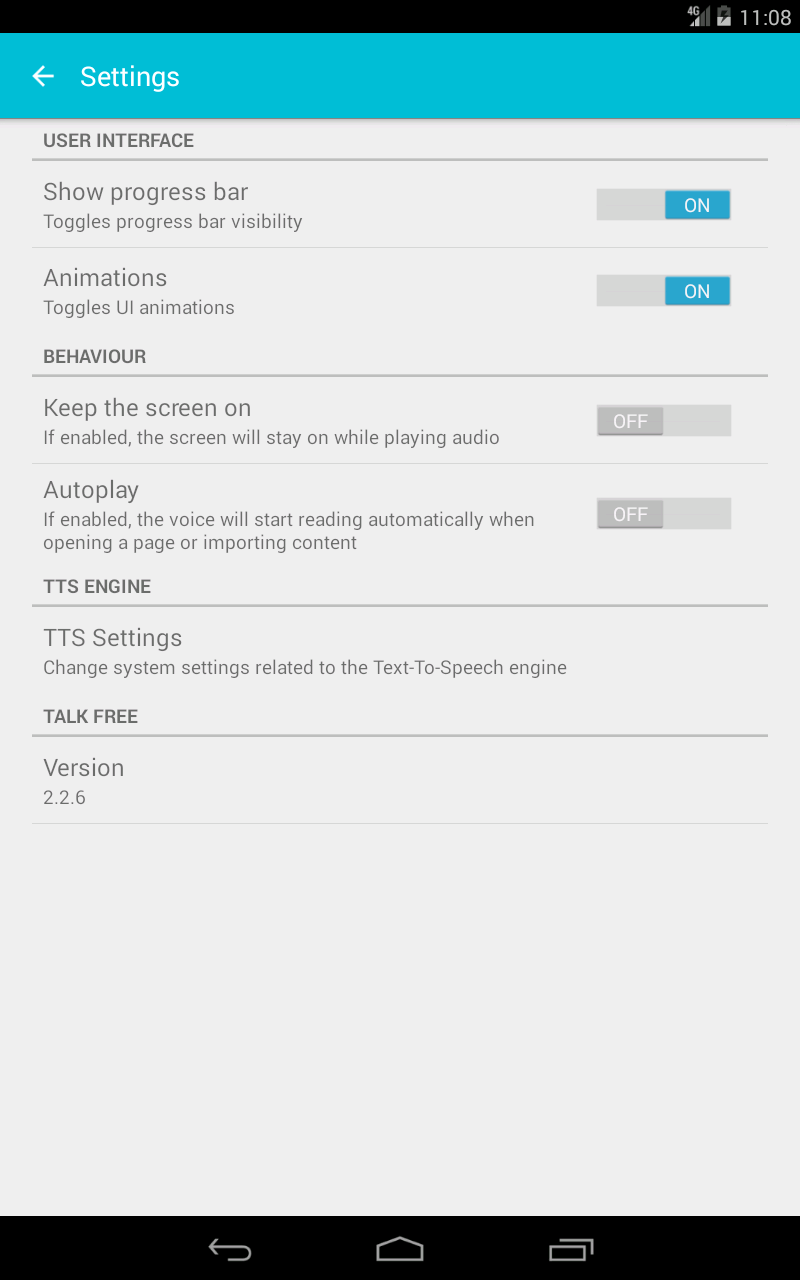 4G 11:08
Settings
USER INTERFACE
Show progress bar
Toggles progress bar visibility
ON
Animations
Toggles UI animations
ON
BEHAVIOUR
Keep the screen on
If enabled, the screen will stay on while playing audio
OFF
Autoplay
If enabled, the voice will start reading automatically when
opening a page or importing content
OFF
TTS ENGINE
TTS Settings
Change system settings related to the Text-To-Speech engine
TALK FREE
Version
2.2.6